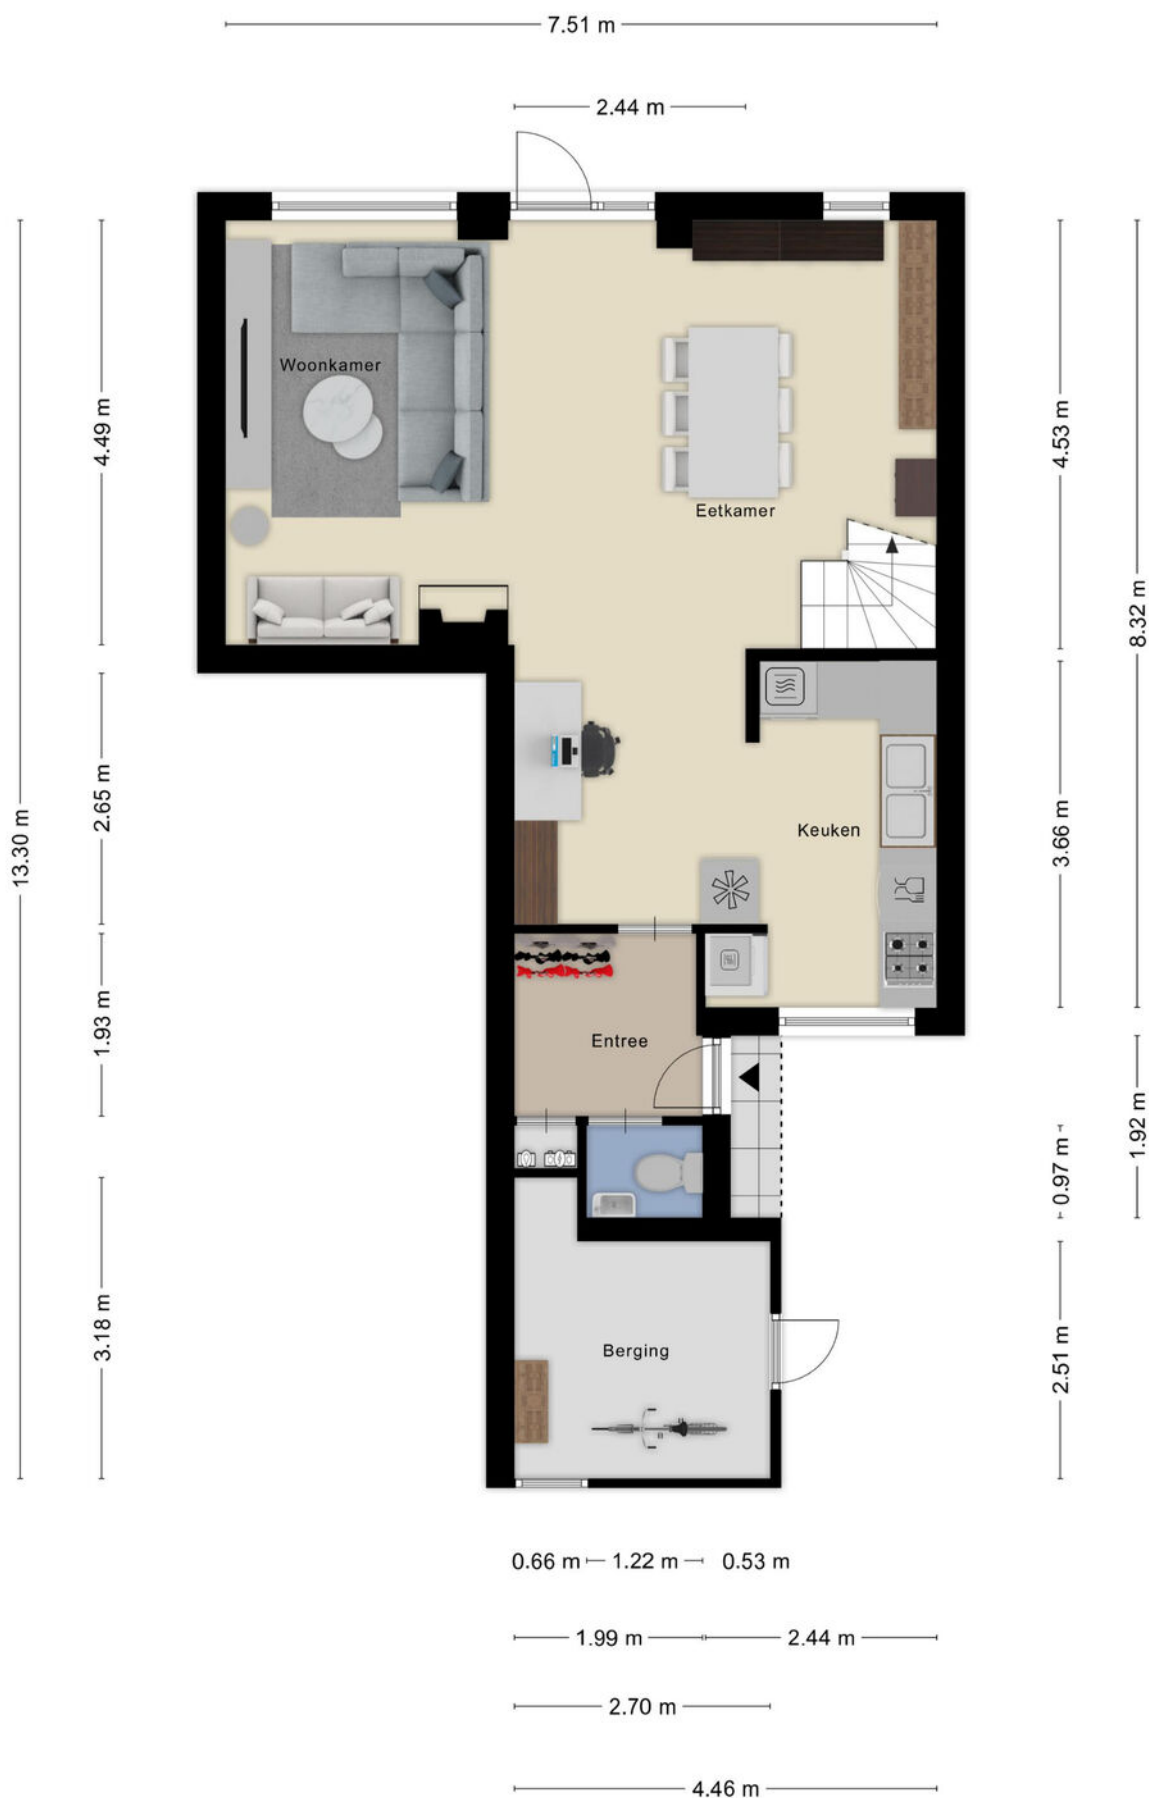 7.51 m
2.44 m
Woonkamer
4.49 m
4.53 m
Eetkamer
8.32 m
2.65 m
13.30 m
3.66 m
Keuken
1.93 m
Entree
1.92 m
0.97 m
3.18 m
Berging
2.51 m
0.66 m 1.22 m 0.53 m
1.99 m 2.44 m
2.70 m
4.46 m